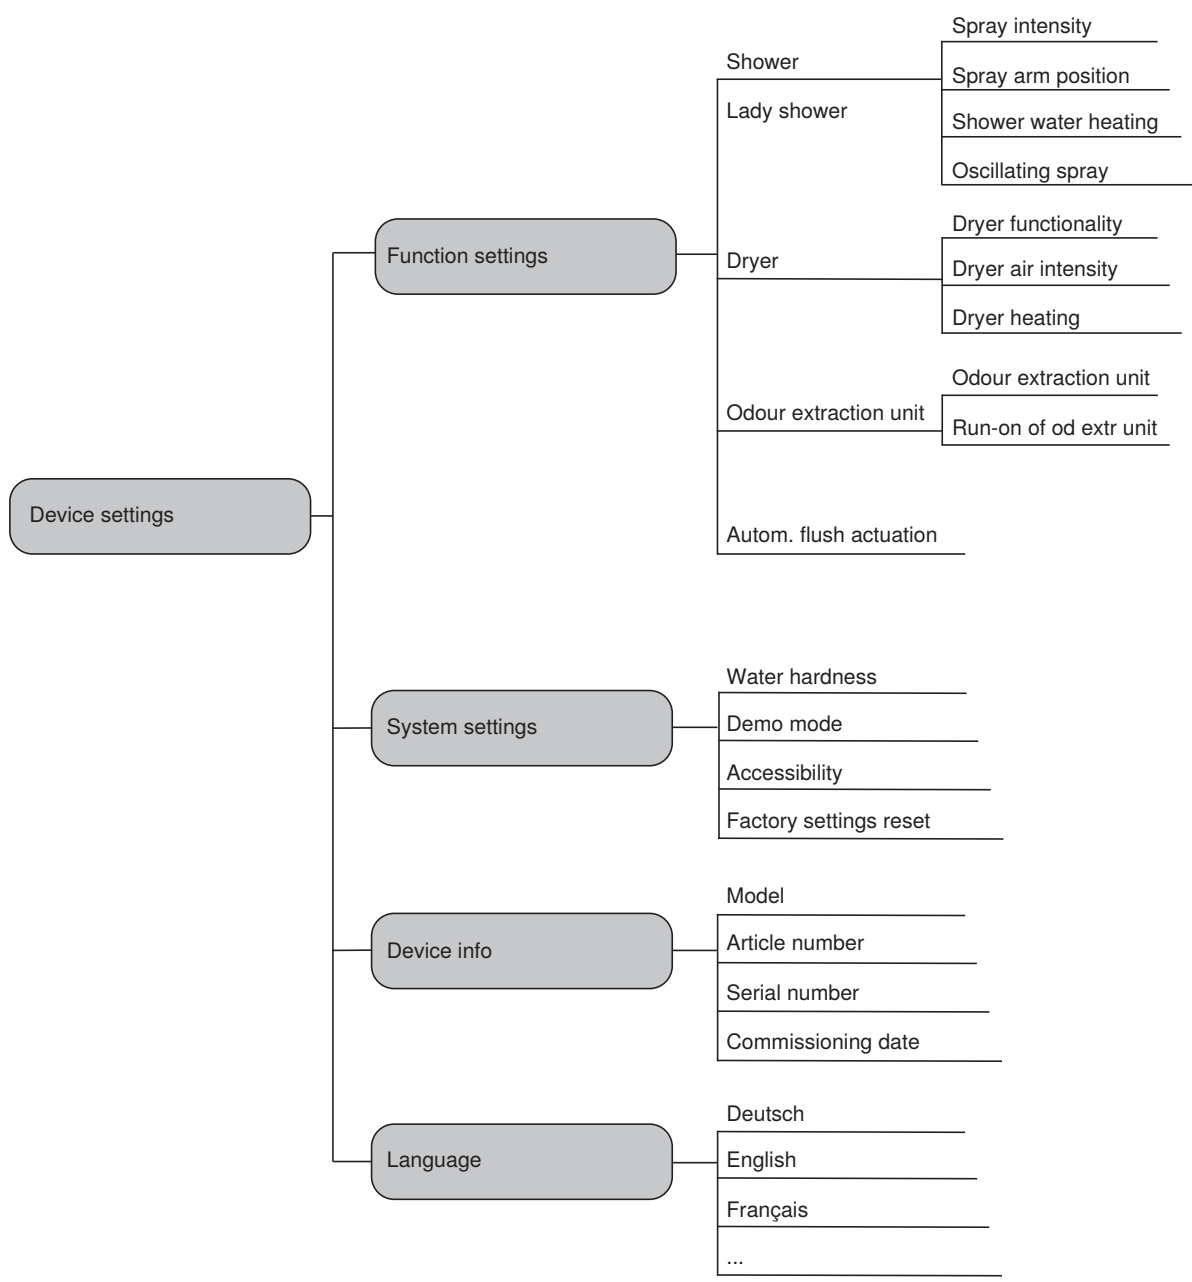 Device settings
Function settings
Shower
Lady shower
Spray intensity
Spray arm position
Shower water heating
Oscillating spray
Dryer
Dryer functionality
Dryer air intensity
Dryer heating
Odour extraction unit
Odour extraction unit
Run-on of od extr unit
Autom. flush actuation
System settings
Water hardness
Demo mode
Accessibility
Factory settings reset
Device info
Model
Article number
Serial number
Commissioning date
Language
Deutsch
English
Français
...